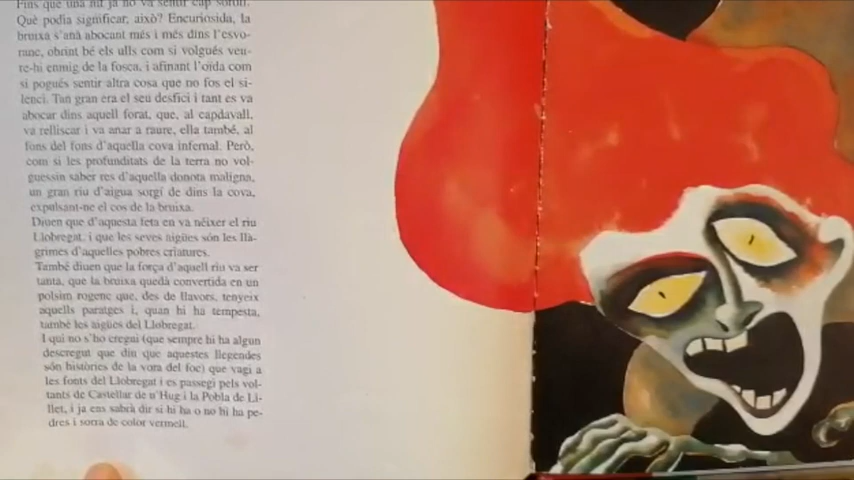 Fins que una nit ja no va sentir cap soroll.
Què podia significar, això? Encuriosida, la
bruixa s'anà abocant més i més dins l'esvo-
ranc, obrint bé els ulls com si volgués veu-
re-hi enmig de la fosca, i afinant l'oïda com
si pogués sentir altra cosa que no fos el si-
lenci. Tan gran era el seu desfici i tant es va
abocar dins aquell forat, que, al capdavall,
va relliscar i va anar a raure, ella també, al
fons del fons d'aquella cova infernal. Però,
com si les profunditats de la terra no vol-
guessin saber res d'aquella donota maligna,
un gran riu d'aigua sorgí de dins la cova,
expulsant-ne el cos de la bruixa.
Diuen que d'aquesta feta en va néixer el riu
Llobregat, i que les seves aigües són les llà-
grimes d'aquelles pobres criatures.
També diuen que la força d'aquell riu va ser
tanta, que la bruixa quedà convertida en un
polsim rogenc que, des de llavors, tenyeix
aquells paratges i, quan hi ha tempesta,
també les aigües del Llobregat.
I qui no s'ho cregui (que sempre hi ha algun
descregut que diu que aquestes llegendes
són històries de la vora del foc) que vagi a
les fonts del Llobregat i es passegi pels vol-
tants de Castellar de n'Hug i la Pobla de Li-
llet, i ja ens sabrà dir si hi ha o no hi ha pe-
dres i sorra de color vermell.